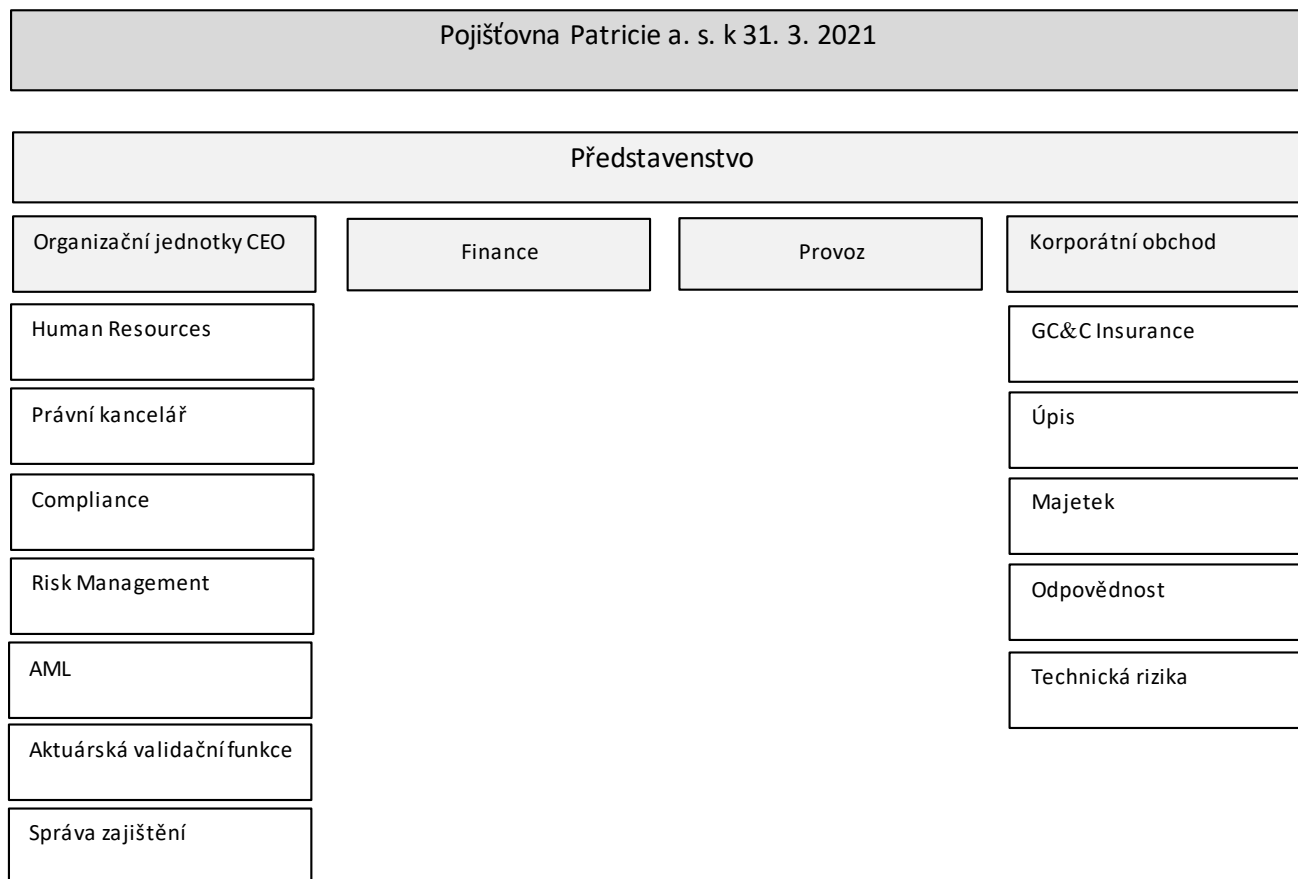 Pojišťovna Patricie a. s. k 31. 3. 2021
Představenstvo
Organizační jednotky CEO
Finance
Provoz
Korporátní obchod
Human Resources
Právní kancelář
Compliance
Risk Management
AML
Aktuárská validační funkce
Správa zajištění
GC&C Insurance
Úpis
Majetek
Odpovědnost
Technická rizika